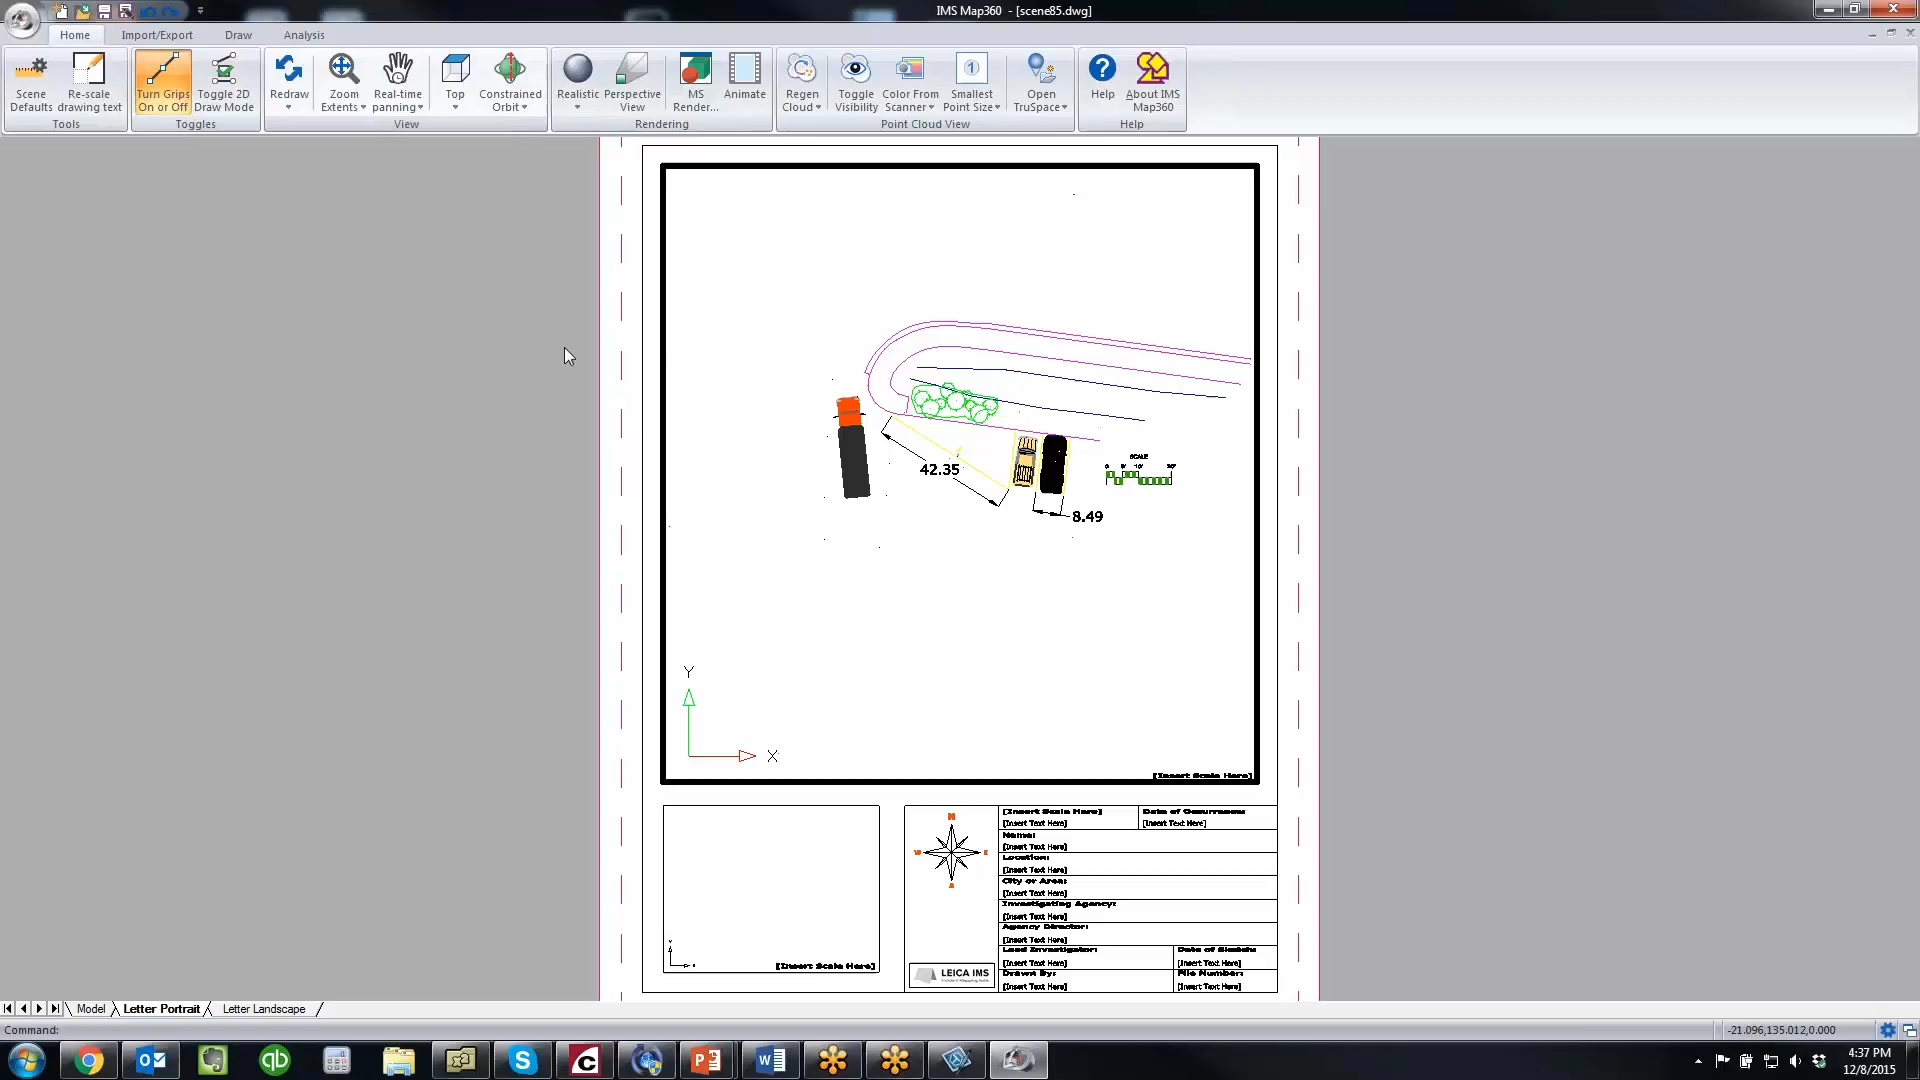 IMS Map360 - [scene85.dwg]
Home Import/Export Draw Analysis
Scene Defaults
Re-scale drawing text
Turn Grips On or Off
Toggle 2D Draw Mode
Redraw
Zoom Extents
Real-time panning
Top
Constrained Orbit
Realistic
Perspective View
MS Render...
Animate
Regen Cloud
Toggle Visibility
Color From Scanner
Smallest Point Size
Open TruSpace
Help
About IMS Map360
Tools Toggles View Rendering Point Cloud View Help
42.35
SCALE
8.49
Y
X
[Insert Scale Here]
[Insert Scale Here]
N
LEICA IMS
[Insert Scale Here] Date of Occurrence:
[Insert Text Here] [Insert Text Here]
Name:
[Insert Text Here]
Location:
[Insert Text Here]
City or Area:
[Insert Text Here]
Investigating Agency:
[Insert Text Here]
Agency Director:
[Insert Text Here]
Lead Investigator: Date of Sketch:
[Insert Text Here] [Insert Text Here]
Drawn By: File Number:
[Insert Text Here] [Insert Text Here]
Model Letter Portrait Letter Landscape
Command:
-21.096,135.012,0.000
4:37 PM
12/8/2015